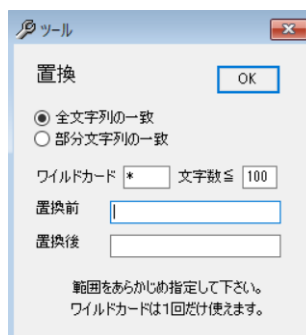 ツール
置換
OK
全文字列の一致
部分文字列の一致
ワイルドカード * 文字数≦ 100
置換前
置換後
範囲をあらかじめ指定して下さい。
ワイルドカードは1回だけ使えます。